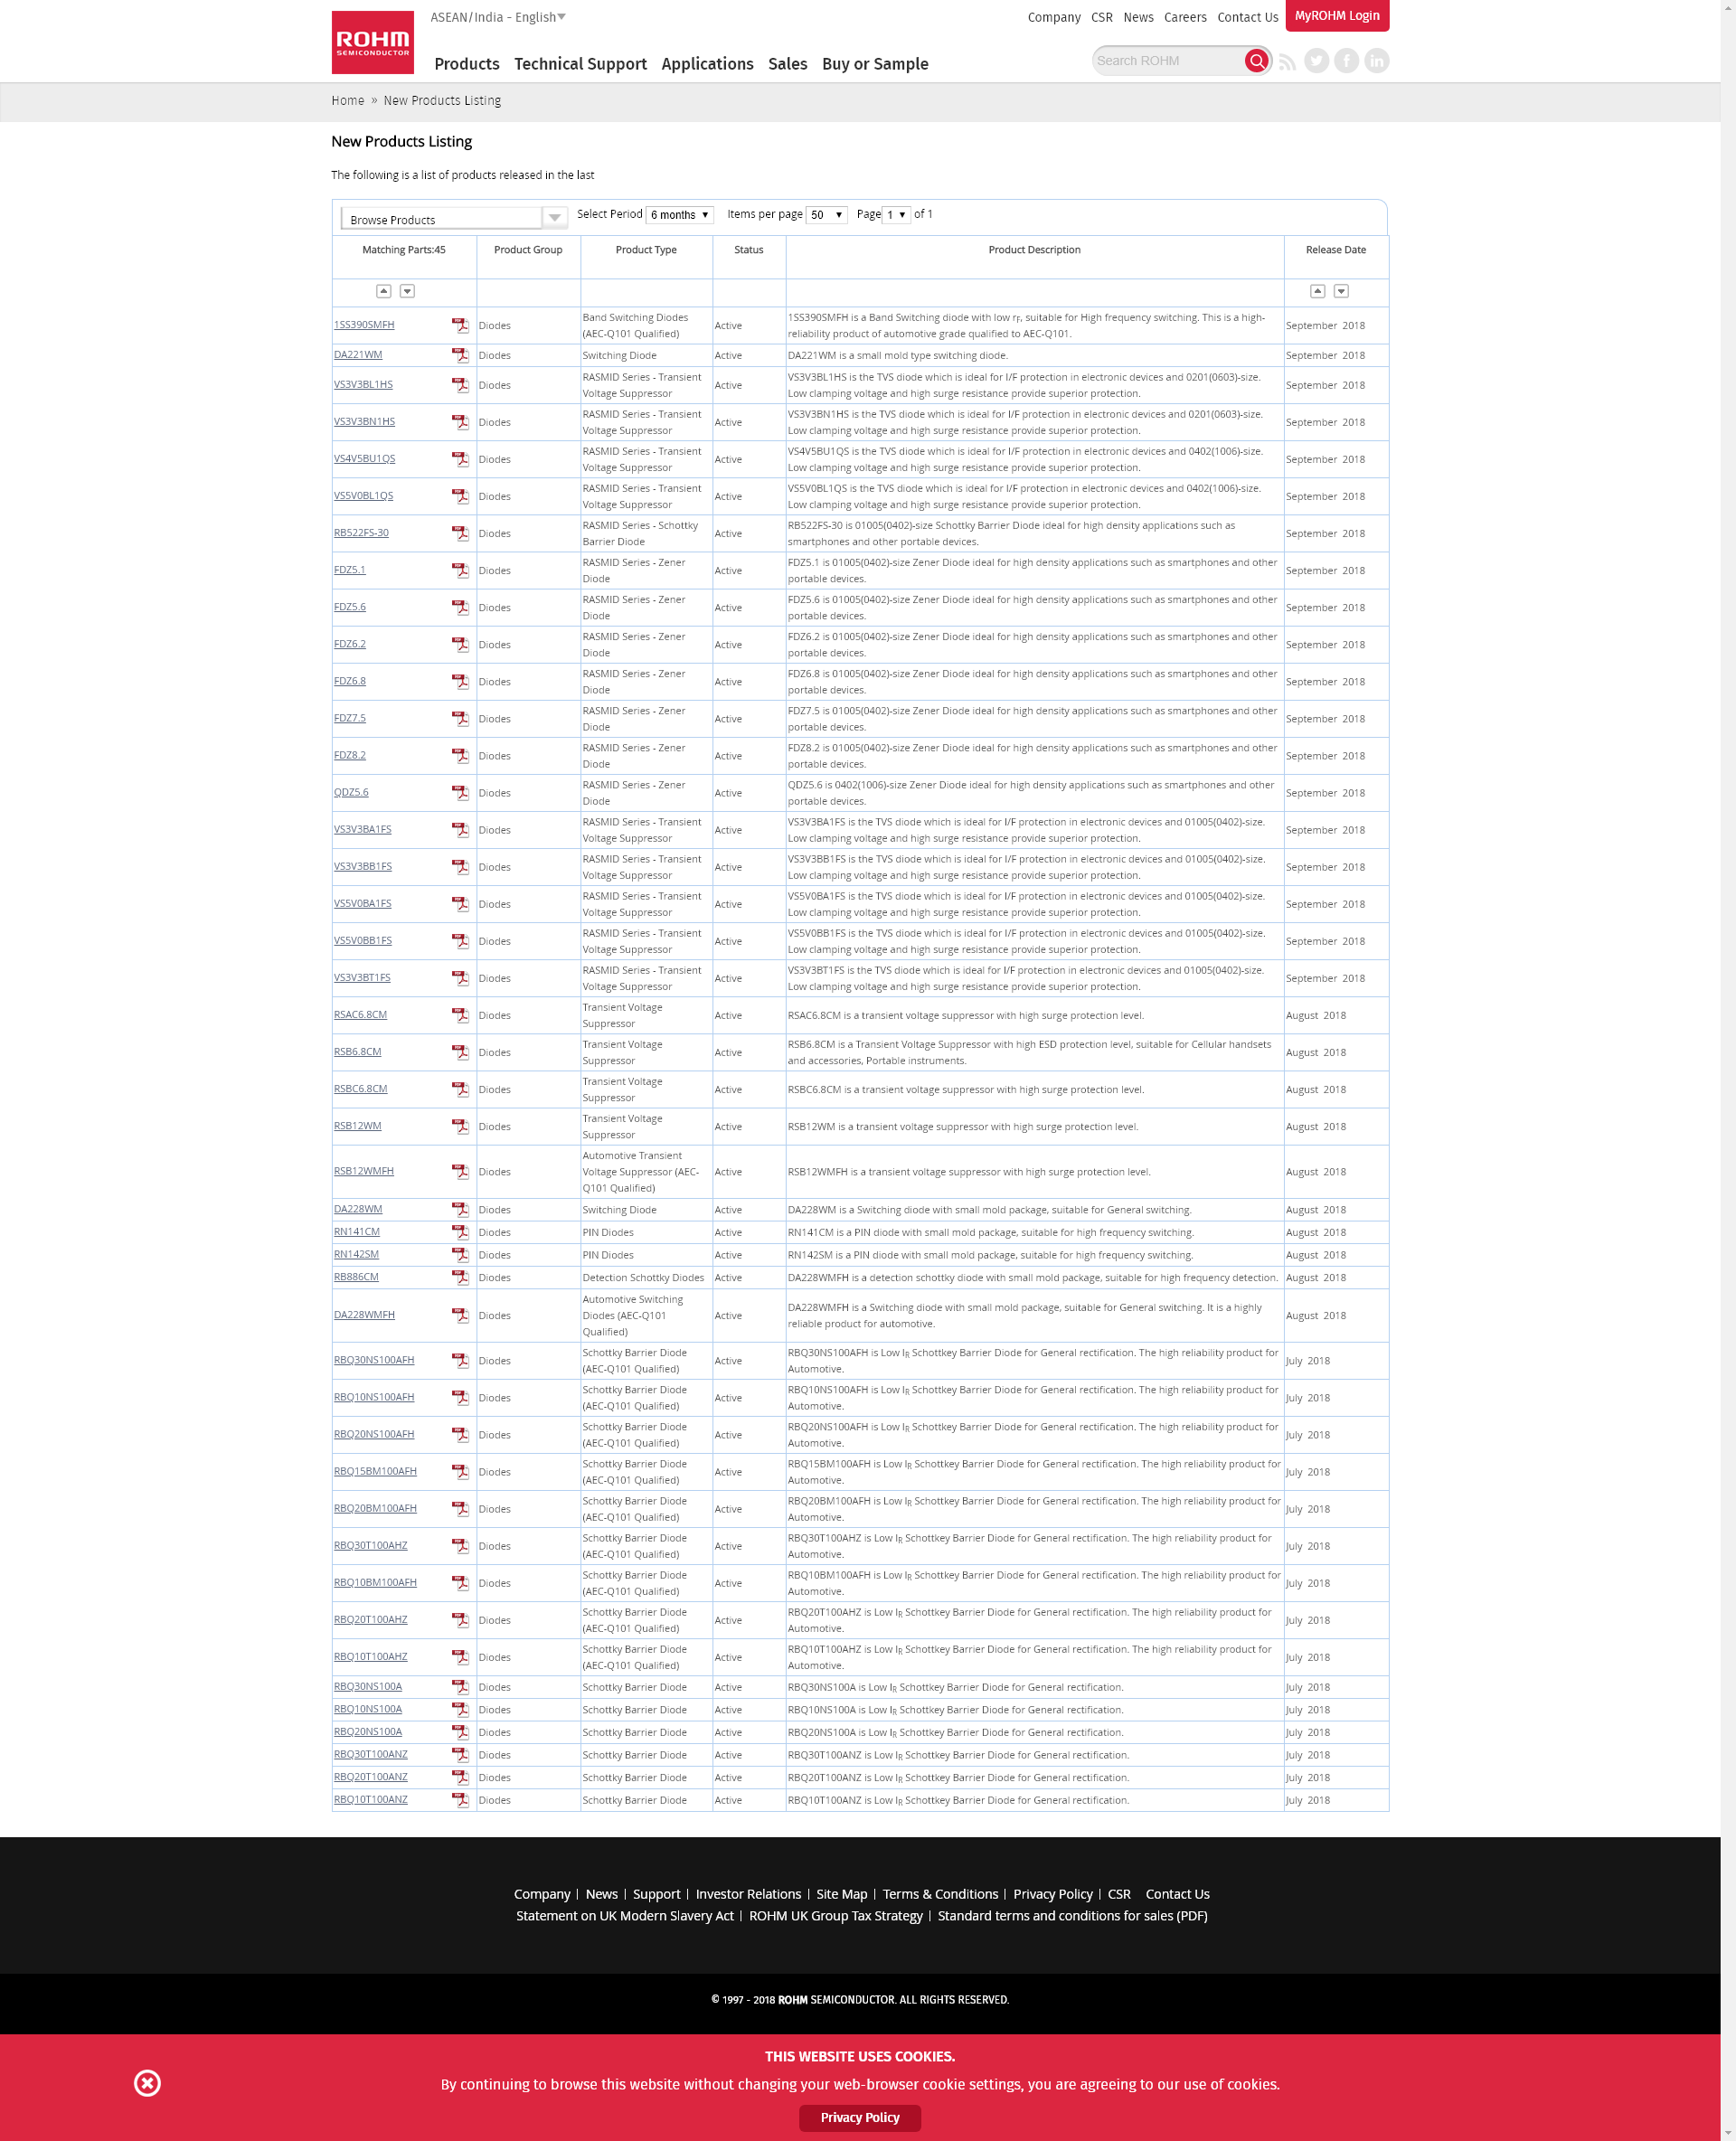 ASEAN/India - English
Company CSR News Careers Contact Us MyROHM Login
ROHM
SEMICONDUCTOR
Products Technical Support Applications Sales Buy or Sample
Search ROHM
Home » New Products Listing
New Products Listing
The following is a list of products released in the last
Browse Products Select Period 6 months Items per page 50 Page 1 of 1
Matching Parts:45 Product Group Product Type Status Product Description Release Date
1SS390SMFH Diodes Band Switching Diodes (AEC-Q101 Qualified) Active 1SS390SMFH is a Band Switching diode with low rF, suitable for High frequency switching. This is a high-reliability product of automotive grade qualified to AEC-Q101. September 2018
DA221WM Diodes Switching Diode Active DA221WM is a small mold type switching diode. September 2018
VS3V3BL1HS Diodes RASMID Series - Transient Voltage Suppressor Active VS3V3BL1HS is the TVS diode which is ideal for I/F protection in electronic devices and 0201(0603)-size. Low clamping voltage and high surge resistance provide superior protection. September 2018
VS3V3BN1HS Diodes RASMID Series - Transient Voltage Suppressor Active VS3V3BN1HS is the TVS diode which is ideal for I/F protection in electronic devices and 0201(0603)-size. Low clamping voltage and high surge resistance provide superior protection. September 2018
VS4V5BU1QS Diodes RASMID Series - Transient Voltage Suppressor Active VS4V5BU1QS is the TVS diode which is ideal for I/F protection in electronic devices and 0402(1006)-size. Low clamping voltage and high surge resistance provide superior protection. September 2018
VS5V0BL1QS Diodes RASMID Series - Transient Voltage Suppressor Active VS5V0BL1QS is the TVS diode which is ideal for I/F protection in electronic devices and 0402(1006)-size. Low clamping voltage and high surge resistance provide superior protection. September 2018
RB522FS-30 Diodes RASMID Series - Schottky Barrier Diode Active RB522FS-30 is 01005(0402)-size Schottky Barrier Diode ideal for high density applications such as smartphones and other portable devices. September 2018
FDZ5.1 Diodes RASMID Series - Zener Diode Active FDZ5.1 is 01005(0402)-size Zener Diode ideal for high density applications such as smartphones and other portable devices. September 2018
FDZ5.6 Diodes RASMID Series - Zener Diode Active FDZ5.6 is 01005(0402)-size Zener Diode ideal for high density applications such as smartphones and other portable devices. September 2018
FDZ6.2 Diodes RASMID Series - Zener Diode Active FDZ6.2 is 01005(0402)-size Zener Diode ideal for high density applications such as smartphones and other portable devices. September 2018
FDZ6.8 Diodes RASMID Series - Zener Diode Active FDZ6.8 is 01005(0402)-size Zener Diode ideal for high density applications such as smartphones and other portable devices. September 2018
FDZ7.5 Diodes RASMID Series - Zener Diode Active FDZ7.5 is 01005(0402)-size Zener Diode ideal for high density applications such as smartphones and other portable devices. September 2018
FDZ8.2 Diodes RASMID Series - Zener Diode Active FDZ8.2 is 01005(0402)-size Zener Diode ideal for high density applications such as smartphones and other portable devices. September 2018
QDZ5.6 Diodes RASMID Series - Zener Diode Active QDZ5.6 is 0402(1006)-size Zener Diode ideal for high density applications such as smartphones and other portable devices. September 2018
VS3V3BA1FS Diodes RASMID Series - Transient Voltage Suppressor Active VS3V3BA1FS is the TVS diode which is ideal for I/F protection in electronic devices and 01005(0402)-size. Low clamping voltage and high surge resistance provide superior protection. September 2018
VS3V3BB1FS Diodes RASMID Series - Transient Voltage Suppressor Active VS3V3BB1FS is the TVS diode which is ideal for I/F protection in electronic devices and 01005(0402)-size. Low clamping voltage and high surge resistance provide superior protection. September 2018
VS5V0BA1FS Diodes RASMID Series - Transient Voltage Suppressor Active VS5V0BA1FS is the TVS diode which is ideal for I/F protection in electronic devices and 01005(0402)-size. Low clamping voltage and high surge resistance provide superior protection. September 2018
VS5V0BB1FS Diodes RASMID Series - Transient Voltage Suppressor Active VS5V0BB1FS is the TVS diode which is ideal for I/F protection in electronic devices and 01005(0402)-size. Low clamping voltage and high surge resistance provide superior protection. September 2018
VS3V3BT1FS Diodes RASMID Series - Transient Voltage Suppressor Active VS3V3BT1FS is the TVS diode which is ideal for I/F protection in electronic devices and 01005(0402)-size. Low clamping voltage and high surge resistance provide superior protection. September 2018
RSAC6.8CM Diodes Transient Voltage Suppressor Active RSAC6.8CM is a transient voltage suppressor with high surge protection level. August 2018
RSB6.8CM Diodes Transient Voltage Suppressor Active RSB6.8CM is a Transient Voltage Suppressor with high ESD protection level, suitable for Cellular handsets and accessories, Portable instruments. August 2018
RSBC6.8CM Diodes Transient Voltage Suppressor Active RSBC6.8CM is a transient voltage suppressor with high surge protection level. August 2018
RSB12WM Diodes Transient Voltage Suppressor Active RSB12WM is a transient voltage suppressor with high surge protection level. August 2018
RSB12WMFH Diodes Automotive Transient Voltage Suppressor (AEC-Q101 Qualified) Active RSB12WMFH is a transient voltage suppressor with high surge protection level. August 2018
DA228WM Diodes Switching Diode Active DA228WM is a Switching diode with small mold package, suitable for General switching. August 2018
RN141CM Diodes PIN Diodes Active RN141CM is a PIN diode with small mold package, suitable for high frequency switching. August 2018
RN142SM Diodes PIN Diodes Active RN142SM is a PIN diode with small mold package, suitable for high frequency switching. August 2018
RB886CM Diodes Detection Schottky Diodes Active DA228WMFH is a detection schottky diode with small mold package, suitable for high frequency detection. August 2018
DA228WMFH Diodes Automotive Switching Diodes (AEC-Q101 Qualified) Active DA228WMFH is a Switching diode with small mold package, suitable for General switching. It is a highly reliable product for automotive. August 2018
RBQ30NS100AFH Diodes Schottky Barrier Diode (AEC-Q101 Qualified) Active RBQ30NS100AFH is Low IR Schottkey Barrier Diode for General rectification. The high reliability product for Automotive. July 2018
RBQ10NS100AFH Diodes Schottky Barrier Diode (AEC-Q101 Qualified) Active RBQ10NS100AFH is Low IR Schottkey Barrier Diode for General rectification. The high reliability product for Automotive. July 2018
RBQ20NS100AFH Diodes Schottky Barrier Diode (AEC-Q101 Qualified) Active RBQ20NS100AFH is Low IR Schottkey Barrier Diode for General rectification. The high reliability product for Automotive. July 2018
RBQ15BM100AFH Diodes Schottky Barrier Diode (AEC-Q101 Qualified) Active RBQ15BM100AFH is Low IR Schottkey Barrier Diode for General rectification. The high reliability product for Automotive. July 2018
RBQ20BM100AFH Diodes Schottky Barrier Diode (AEC-Q101 Qualified) Active RBQ20BM100AFH is Low IR Schottkey Barrier Diode for General rectification. The high reliability product for Automotive. July 2018
RBQ30T100AHZ Diodes Schottky Barrier Diode (AEC-Q101 Qualified) Active RBQ30T100AHZ is Low IR Schottkey Barrier Diode for General rectification. The high reliability product for Automotive. July 2018
RBQ10BM100AFH Diodes Schottky Barrier Diode (AEC-Q101 Qualified) Active RBQ10BM100AFH is Low IR Schottkey Barrier Diode for General rectification. The high reliability product for Automotive. July 2018
RBQ20T100AHZ Diodes Schottky Barrier Diode (AEC-Q101 Qualified) Active RBQ20T100AHZ is Low IR Schottkey Barrier Diode for General rectification. The high reliability product for Automotive. July 2018
RBQ10T100AHZ Diodes Schottky Barrier Diode (AEC-Q101 Qualified) Active RBQ10T100AHZ is Low IR Schottkey Barrier Diode for General rectification. The high reliability product for Automotive. July 2018
RBQ30NS100A Diodes Schottky Barrier Diode Active RBQ30NS100A is Low IR Schottkey Barrier Diode for General rectification. July 2018
RBQ10NS100A Diodes Schottky Barrier Diode Active RBQ10NS100A is Low IR Schottkey Barrier Diode for General rectification. July 2018
RBQ20NS100A Diodes Schottky Barrier Diode Active RBQ20NS100A is Low IR Schottkey Barrier Diode for General rectification. July 2018
RBQ30T100ANZ Diodes Schottky Barrier Diode Active RBQ30T100ANZ is Low IR Schottkey Barrier Diode for General rectification. July 2018
RBQ20T100ANZ Diodes Schottky Barrier Diode Active RBQ20T100ANZ is Low IR Schottkey Barrier Diode for General rectification. July 2018
RBQ10T100ANZ Diodes Schottky Barrier Diode Active RBQ10T100ANZ is Low IR Schottkey Barrier Diode for General rectification. July 2018
Company | News | Support | Investor Relations | Site Map | Terms & Conditions | Privacy Policy | CSR Contact Us
Statement on UK Modern Slavery Act | ROHM UK Group Tax Strategy | Standard terms and conditions for sales (PDF)
© 1997 - 2018 ROHM SEMICONDUCTOR. ALL RIGHTS RESERVED.
THIS WEBSITE USES COOKIES.
By continuing to browse this website without changing your web-browser cookie settings, you are agreeing to our use of cookies.
Privacy Policy